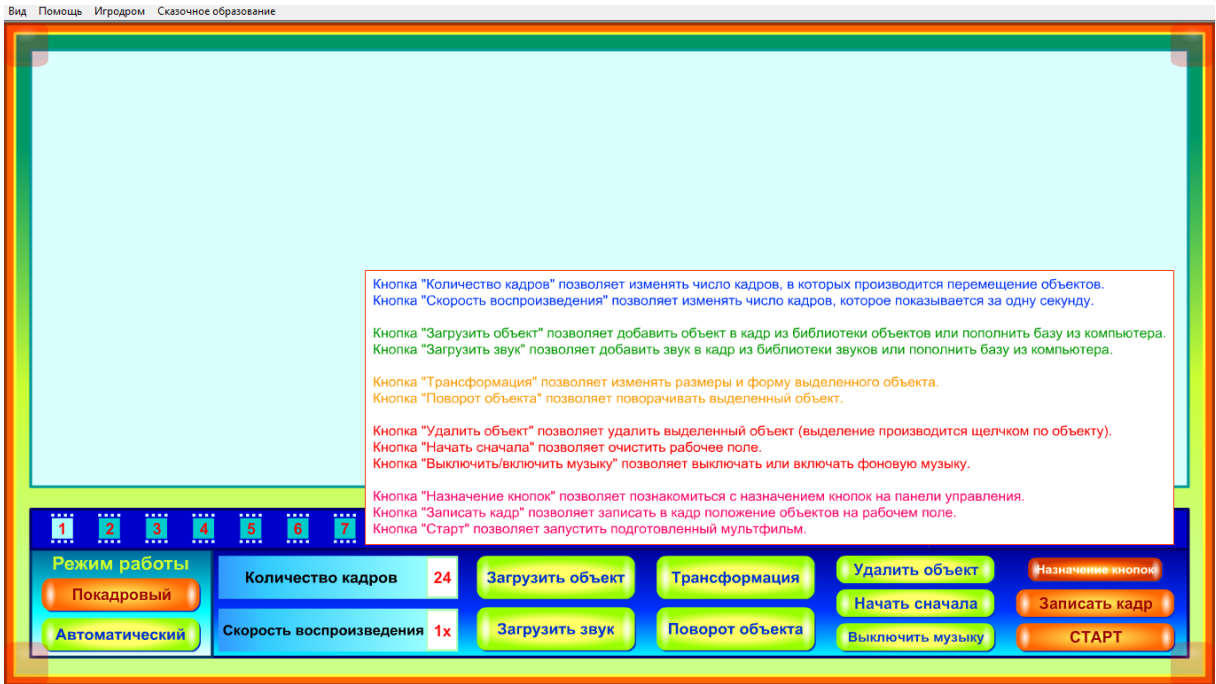 Вид Помощь Игродром Сказочное образование
Кнопка "Количество кадров" позволяет изменять число кадров, в которых производится перемещение объектов.
Кнопка "Скорость воспроизведения" позволяет изменять число кадров, которое показывается за одну секунду.
Кнопка "Загрузить объект" позволяет добавить объект в кадр из библиотеки объектов или пополнить базу из компьютера.
Кнопка "Загрузить звук" позволяет добавить звук в кадр из библиотеки звуков или пополнить базу из компьютера.
Кнопка "Трансформация" позволяет изменять размеры и форму выделенного объекта.
Кнопка "Поворот объекта" позволяет поворачивать выделенный объект.
Кнопка "Удалить объект" позволяет удалить выделенный объект (выделение производится щелчком по объекту).
Кнопка "Начать сначала" позволяет очистить рабочее поле.
Кнопка "Выключить/включить музыку" позволяет выключать или включать фоновую музыку.
Кнопка "Назначение кнопок" позволяет познакомиться с назначением кнопок на панели управления.
Кнопка "Записать кадр" позволяет записать в кадр положение объектов на рабочем поле.
Кнопка "Старт" позволяет запустить подготовленный мультфильм.
1 2 3 4 5 6 7
Режим работы
Покадровый
Автоматический
Количество кадров 24
Скорость воспроизведения 1x
Загрузить объект
Загрузить звук
Трансформация
Поворот объекта
Удалить объект
Начать сначала
Выключить музыку
Назначение кнопок
Записать кадр
СТАРТ